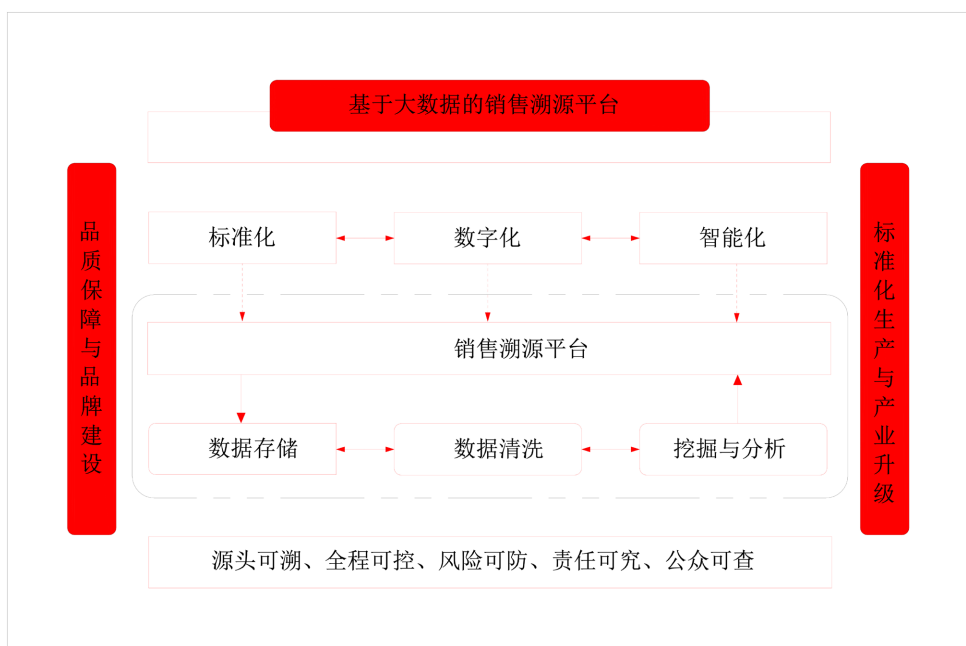 基于大数据的销售溯源平台
品质保障与品牌建设
标准化
数字化
智能化
销售溯源平台
数据存储
数据清洗
挖掘与分析
标准化生产与产业升级
源头可溯、全程可控、风险可防、责任可究、公众可查